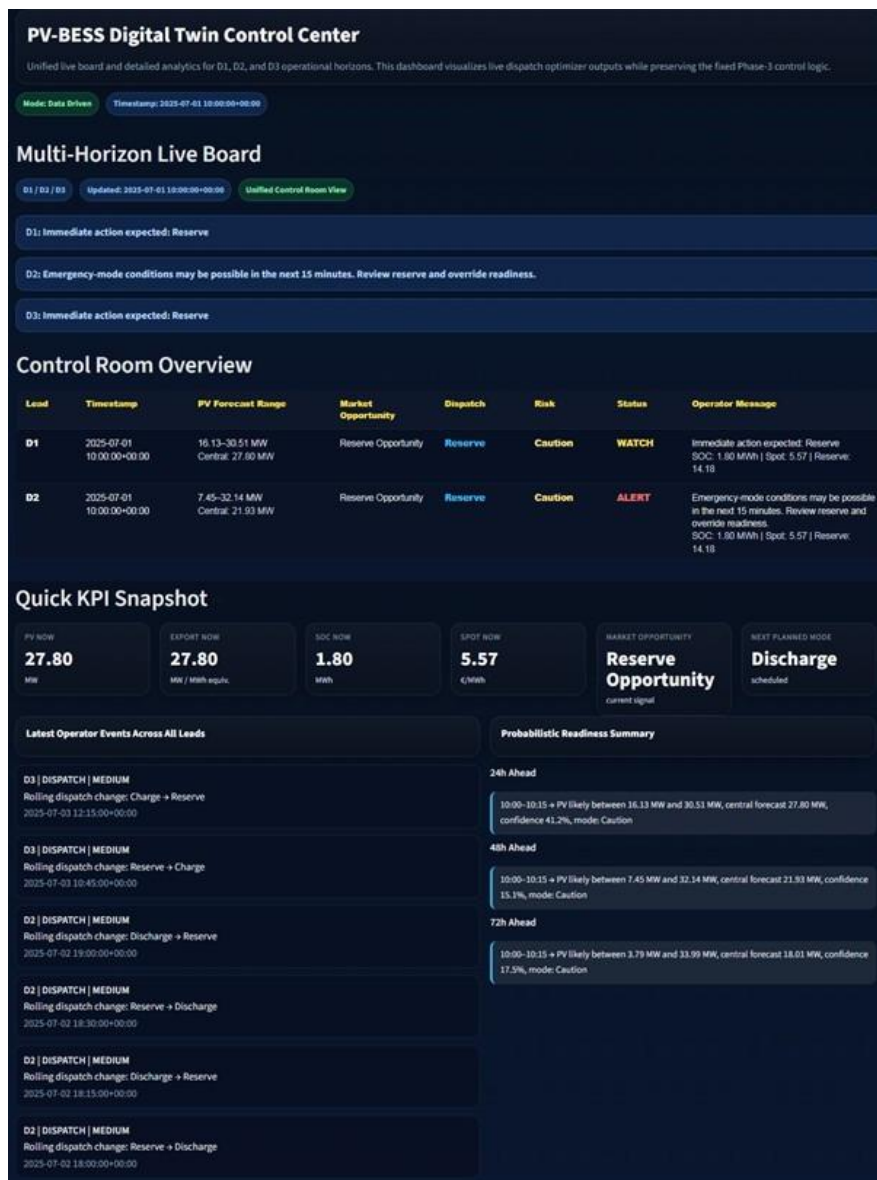 PV-BESS Digital Twin Control Center
Unified live board and detailed analytics for D1, D2, and D3 operational horizons. This dashboard visualizes live dispatch optimizer outputs while preserving the fixed Phase-3 control logic.
Mode: Data Driven
Timestamp: 2025-07-01 10:00:00+00:00
Multi-Horizon Live Board
D1 / D2 / D3
Updated: 2025-07-01 10:00:00+00:00
Unified Control Room View
D1: Immediate action expected: Reserve
D2: Emergency-mode conditions may be possible in the next 15 minutes. Review reserve and override readiness.
D3: Immediate action expected: Reserve
Control Room Overview
Lead Timestamp PV Forecast Range Market Opportunity Dispatch Risk Status Operator Message
D1
2025-07-01
10:00:00+00:00
16.13–30.51 MW
Central: 27.80 MW
Reserve Opportunity
Reserve
Caution
WATCH
Immediate action expected: Reserve
SOC: 1.80 MWh | Spot: 5.57 | Reserve:
14.18
D2
2025-07-01
10:00:00+00:00
7.45–32.14 MW
Central: 21.93 MW
Reserve Opportunity
Reserve
Caution
ALERT
Emergency-mode conditions may be possible
in the next 15 minutes. Review reserve and
override readiness.
SOC: 1.80 MWh | Spot: 5.57 | Reserve:
14.18
Quick KPI Snapshot
PV NOW
27.80
MW
EXPORT NOW
27.80
MW / MWh equiv.
SOC NOW
1.80
MWh
SPOT NOW
5.57
€/MWh
MARKET OPPORTUNITY
Reserve
Opportunity
current signal
NEXT PLANNED MODE
Discharge
scheduled
Latest Operator Events Across All Leads
D3 | DISPATCH | MEDIUM
Rolling dispatch change: Charge → Reserve
2025-07-03 12:15:00+00:00
D3 | DISPATCH | MEDIUM
Rolling dispatch change: Reserve → Charge
2025-07-03 10:45:00+00:00
D2 | DISPATCH | MEDIUM
Rolling dispatch change: Discharge → Reserve
2025-07-02 19:00:00+00:00
D2 | DISPATCH | MEDIUM
Rolling dispatch change: Reserve → Discharge
2025-07-02 18:30:00+00:00
D2 | DISPATCH | MEDIUM
Rolling dispatch change: Discharge → Reserve
2025-07-02 18:15:00+00:00
D2 | DISPATCH | MEDIUM
Rolling dispatch change: Reserve → Discharge
2025-07-02 18:00:00+00:00
Probabilistic Readiness Summary
24h Ahead
10:00–10:15 → PV likely between 16.13 MW and 30.51 MW, central forecast 27.80 MW,
confidence 41.2%, mode: Caution
48h Ahead
10:00–10:15 → PV likely between 7.45 MW and 32.14 MW, central forecast 21.93 MW, confidence
15.1%, mode: Caution
72h Ahead
10:00–10:15 → PV likely between 3.79 MW and 33.99 MW, central forecast 18.01 MW, confidence
17.5%, mode: Caution